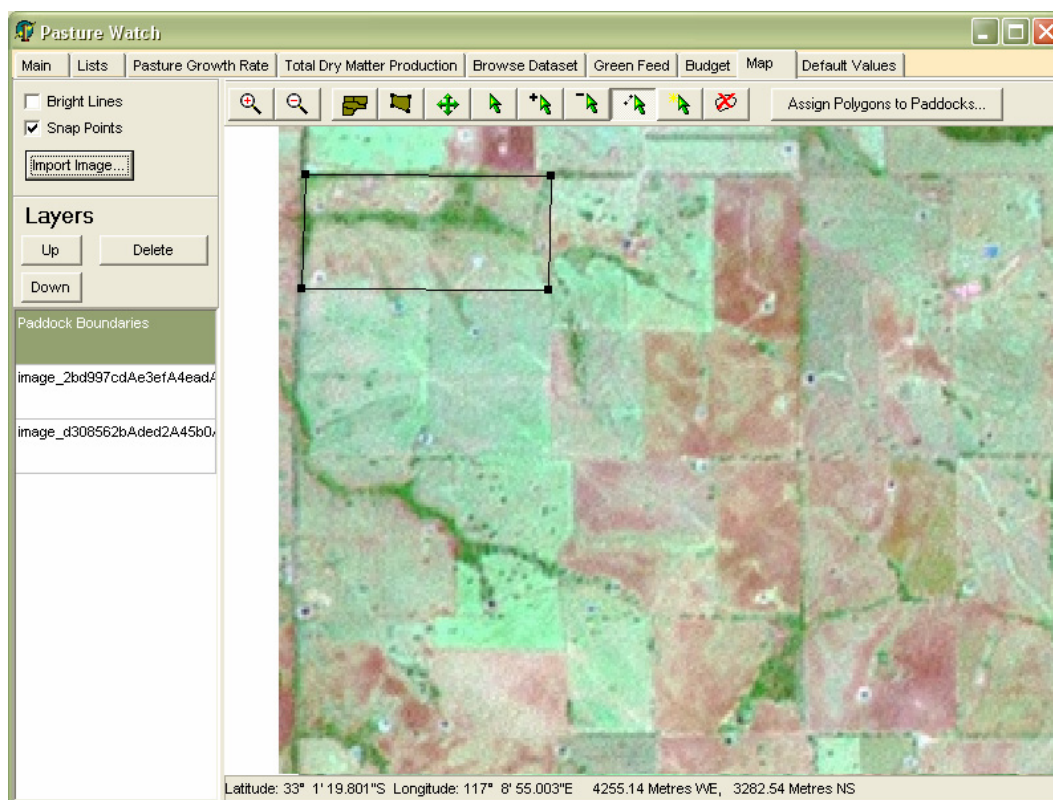 Pasture Watch
Main Lists Pasture Growth Rate Total Dry Matter Production Browse Dataset Green Feed Budget Map Default Values
Bright Lines
Snap Points
Import Image...
Assign Polygons to Paddocks...
Layers
Up Delete
Down
Paddock Boundaries
image_2bd997cdAe3efA4eadA
image_d308562bAded2A45b0A
Latitude: 33° 1'19.801"S Longitude: 117° 8' 55.003"E 4255.14 Metres WE, 3282.54 Metres NS